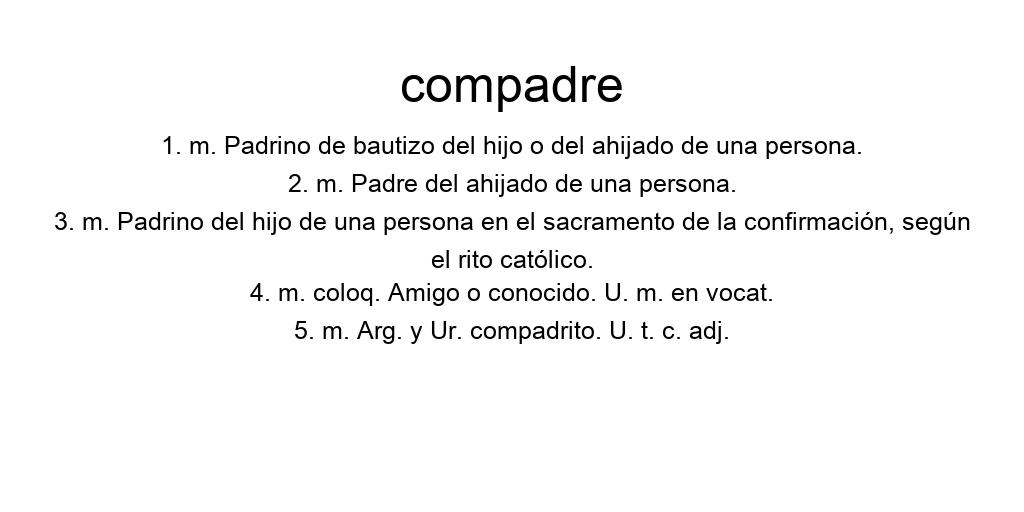 compadre
1. m. Padrino de bautizo del hijo o del ahijado de una persona.
2. m. Padre del ahijado de una persona.
3. m. Padrino del hijo de una persona en el sacramento de la confirmación, según
el rito católico.
4. m. coloq. Amigo o conocido. U. m. en vocat.
5. m. Arg. y Ur. compadrito. U. t. c. adj.